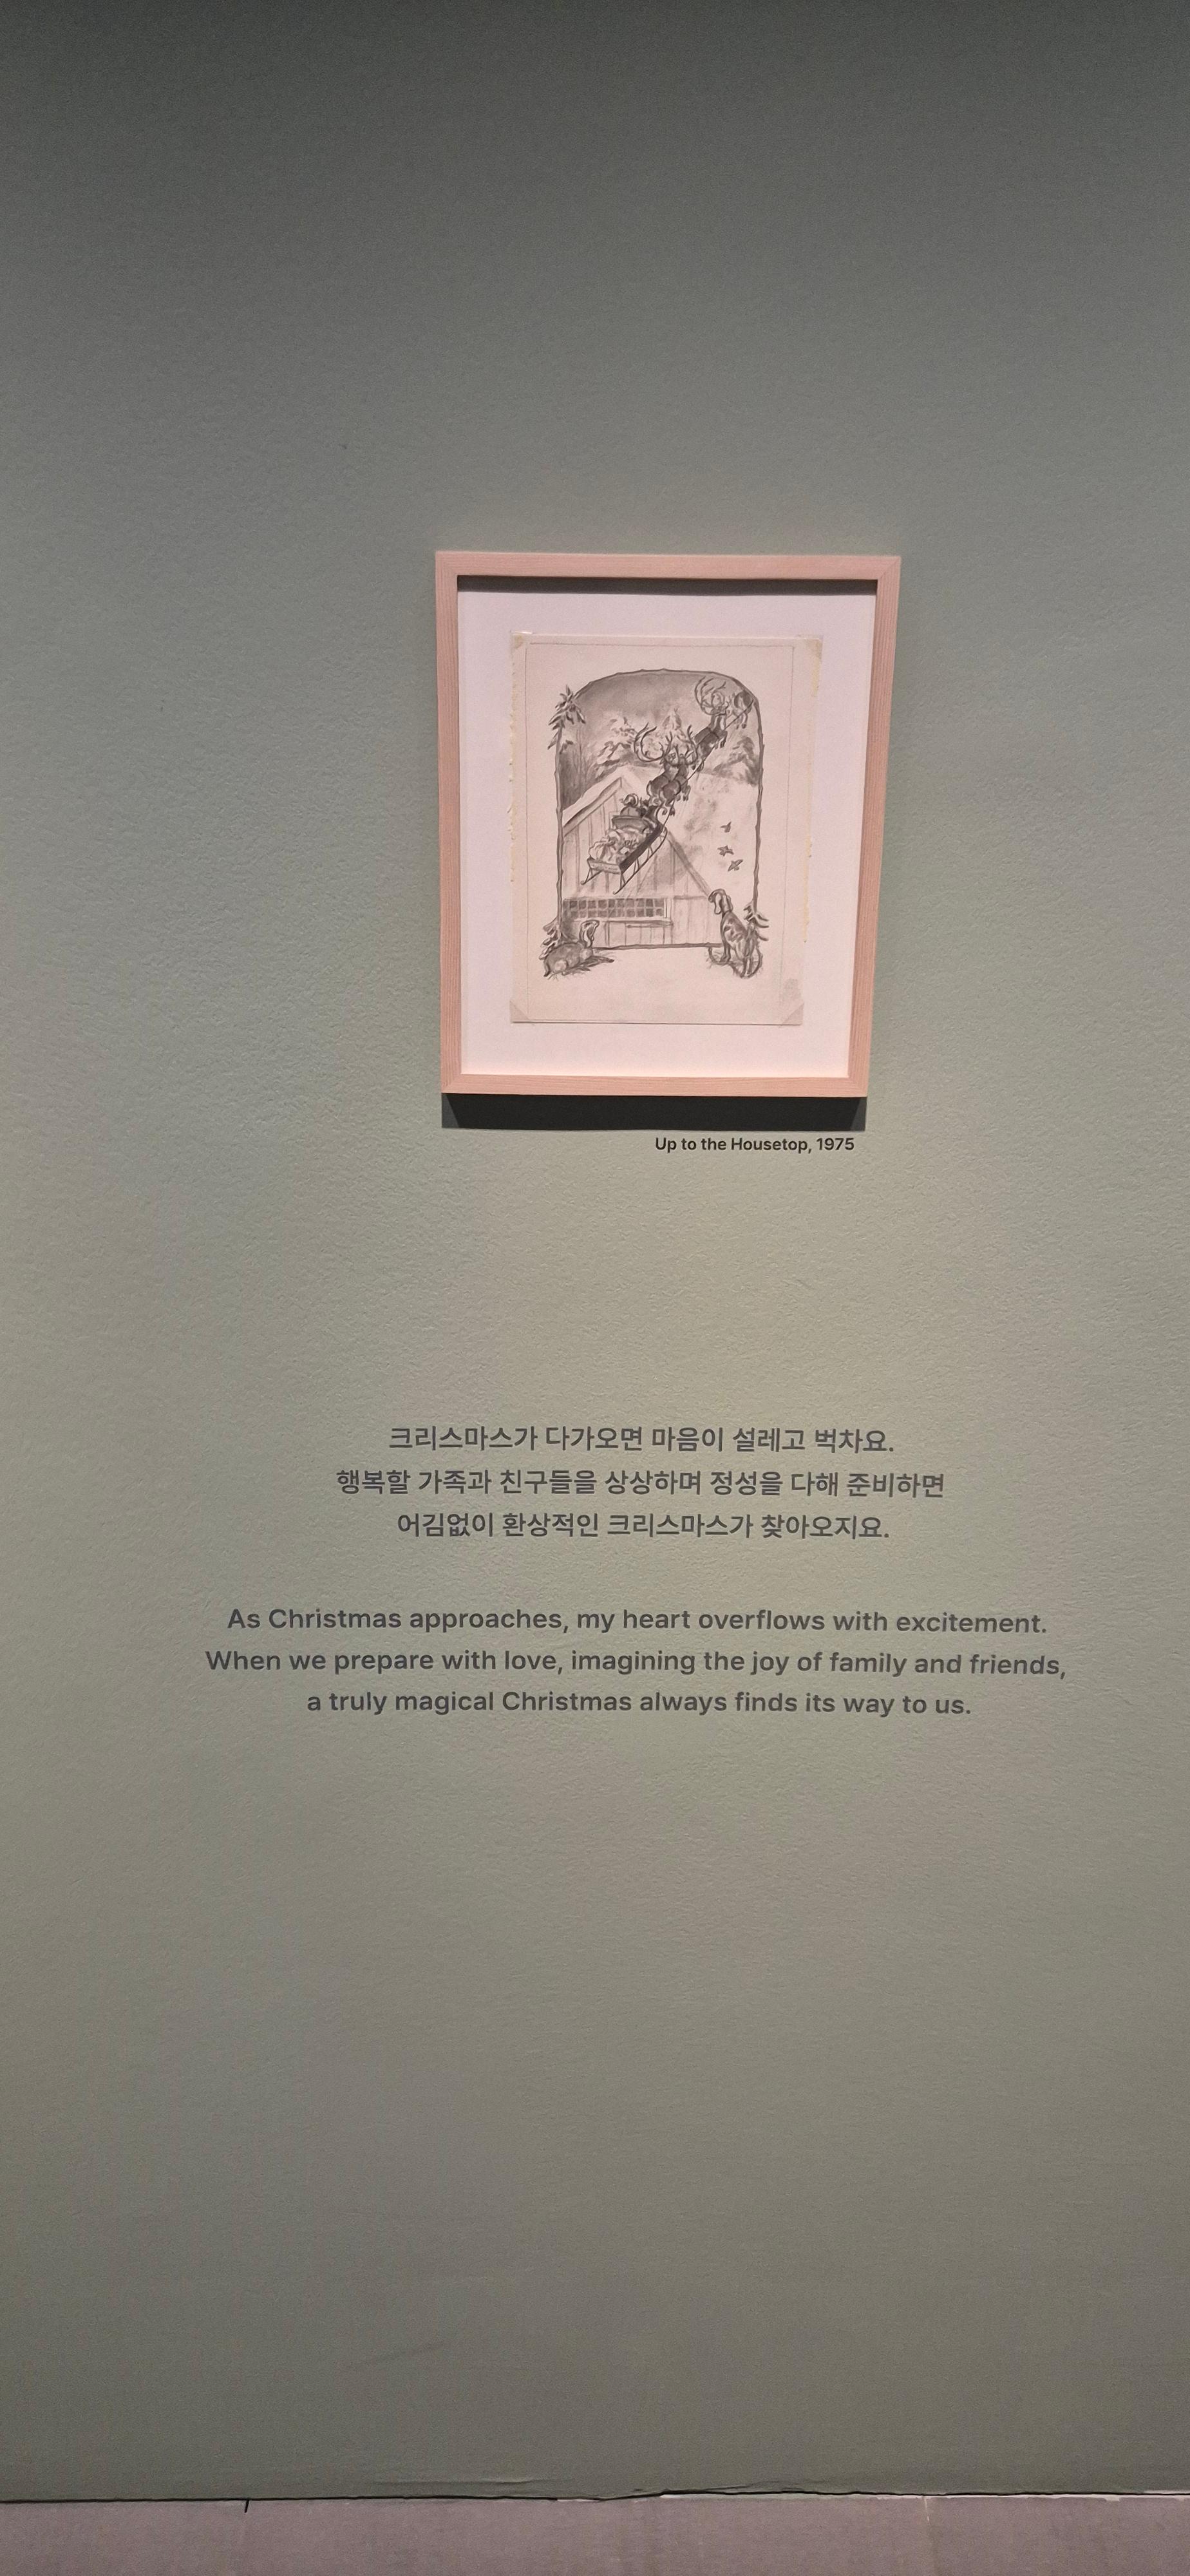 Up to the Housetop, 1975
크리스마스가 다가오면 마음이 설레고 벅차요.
행복할 가족과 친구들을 상상하며 정성을 다해 준비하면
어김없이 환상적인 크리스마스가 찾아오지요.
As Christmas approaches, my heart overflows with excitement.
When we prepare with love, imagining the joy of family and friends,
a truly magical Christmas always finds its way to us.